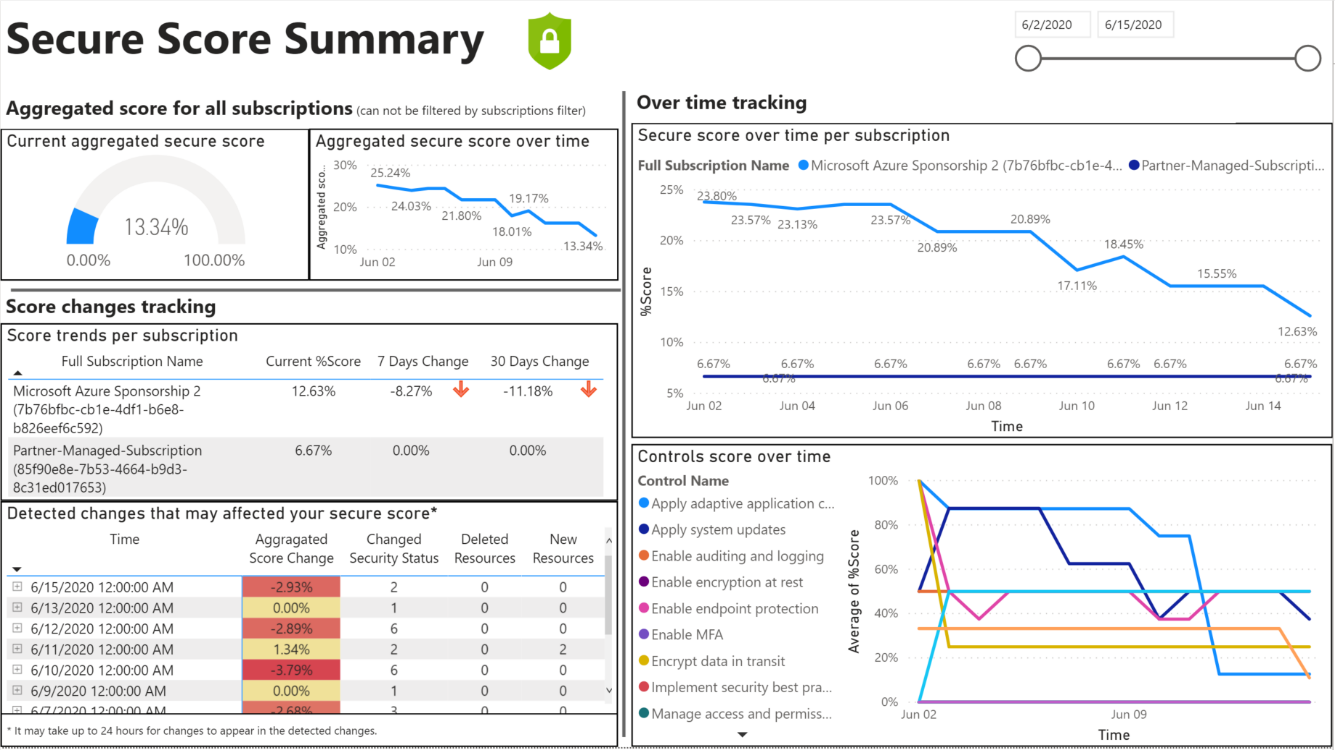 Secure Score Summary
6/2/2020
6/15/2020
Aggregated score for all subscriptions (can not be filtered by subscriptions filter)
Current aggregated secure score
13.34%
0.00%
100.00%
Aggregated secure score over time
Aggregated sco...
30%
20%
10%
25.24%
24.03%
21.80%
19.17%
18.01%
13.34%
Jun 02
Jun 09
Score changes tracking
Score trends per subscription
Full Subscription Name Current %Score 7 Days Change 30 Days Change
Microsoft Azure Sponsorship 2 12.63% -8.27% -11.18%
(7b76bfbc-cb1e-4df1-b6e8-
b826eef6c592)
Partner-Managed-Subscription 6.67% 0.00% 0.00%
(85f90e8e-7b53-4664-b9d3-
8c31ed017653)
Detected changes that may affected your secure score*
Time Aggragated Changed Deleted New
Score Change Security Status Resources Resources
6/15/2020 12:00:00 AM -2.93% 2 0 0
6/13/2020 12:00:00 AM 0.00% 1 0 0
6/12/2020 12:00:00 AM -2.89% 6 0 0
6/11/2020 12:00:00 AM 1.34% 2 0 2
6/10/2020 12:00:00 AM -3.79% 6 0 0
6/9/2020 12:00:00 AM 0.00% 1 0 0
6/7/2020 12:00:00 AM -2.68% 3 0 0
* It may take up to 24 hours for changes to appear in the detected changes.
Over time tracking
Secure score over time per subscription
Full Subscription Name Microsoft Azure Sponsorship 2 (7b76bfbc-cb1e-4... Partner-Managed-Subscripti...
%Score
25%
20%
15%
10%
5%
23.80%
23.57%
23.13%
23.57%
20.89%
20.89%
17.11%
18.45%
15.55%
12.63%
6.67% 6.67% 6.67% 6.67% 6.67% 6.67% 6.67% 6.67%
6.67% 6.67%
Jun 02 Jun 04 Jun 06 Jun 08 Jun 10 Jun 12 Jun 14
Time
Controls score over time
Control Name
Apply adaptive application c...
Apply system updates
Enable auditing and logging
Enable encryption at rest
Enable endpoint protection
Enable MFA
Encrypt data in transit
Implement security best pra...
Manage access and permiss...
Average of %Score
100%
80%
60%
40%
20%
0%
Jun 02
Jun 09
Time